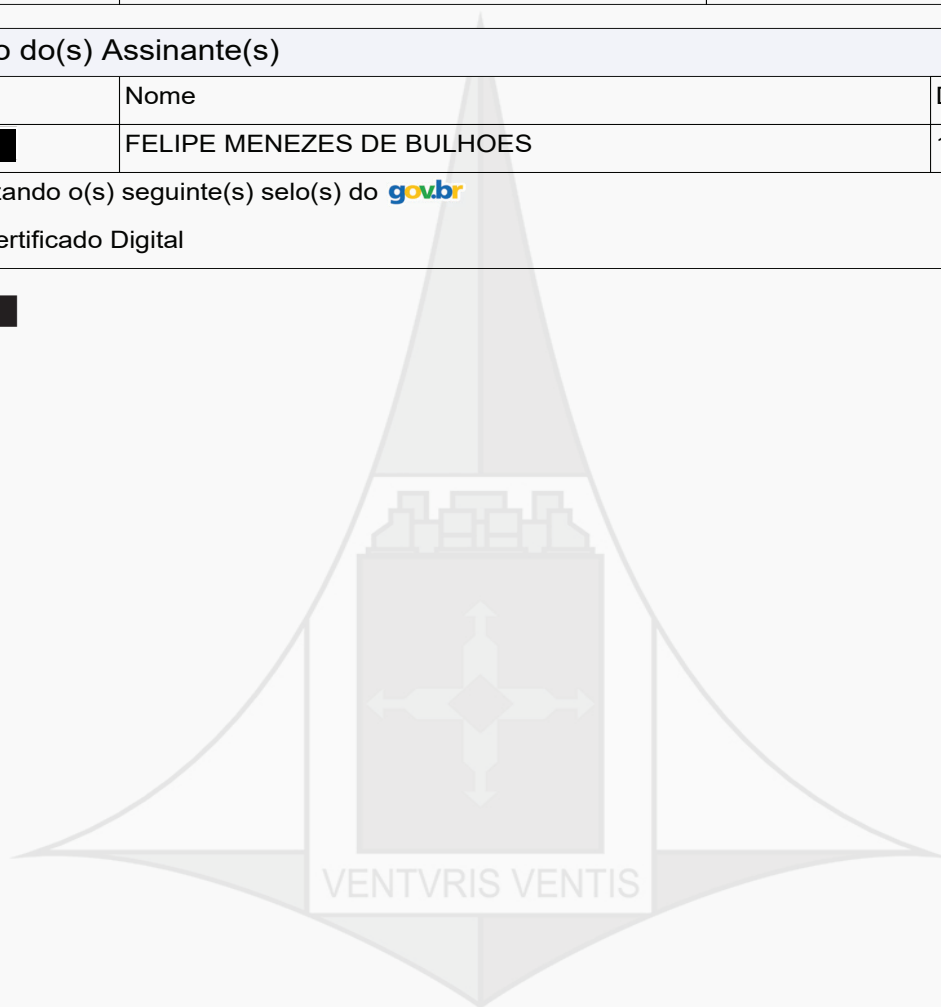 o do(s) Assinante(s)
Nome
FELIPE MENEZES DE BULHOES
ando o(s) seguinte(s) selo(s) do gov.br
ertificado Digital
VENTVRIS VENTIS